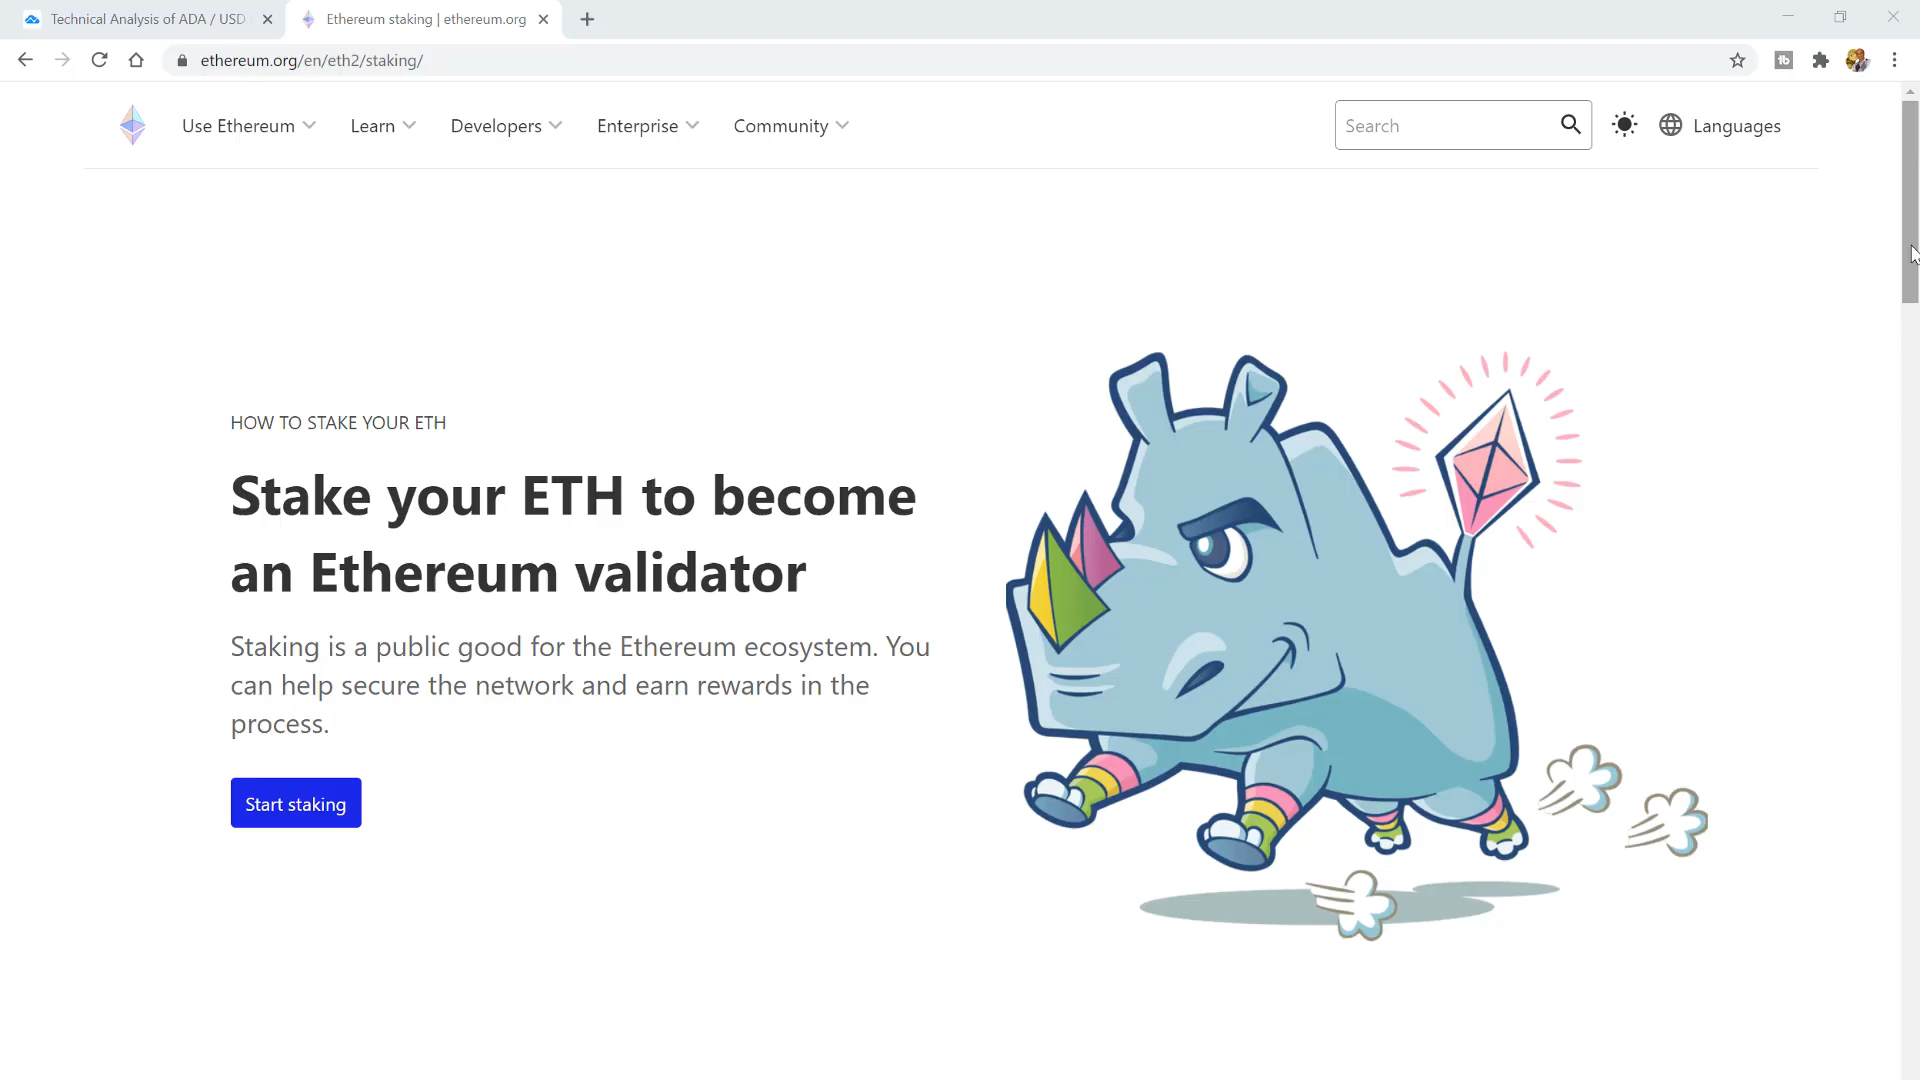 Technical Analysis of ADA / USD
Ethereum staking | ethereum.org
ethereum.org/en/eth2/staking/
Use Ethereum
Learn
Developers
Enterprise
Community
Search
Languages
HOW TO STAKE YOUR ETH
Stake your ETH to become
an Ethereum validator
Staking is a public good for the Ethereum ecosystem. You
can help secure the network and earn rewards in the
process.
Start staking